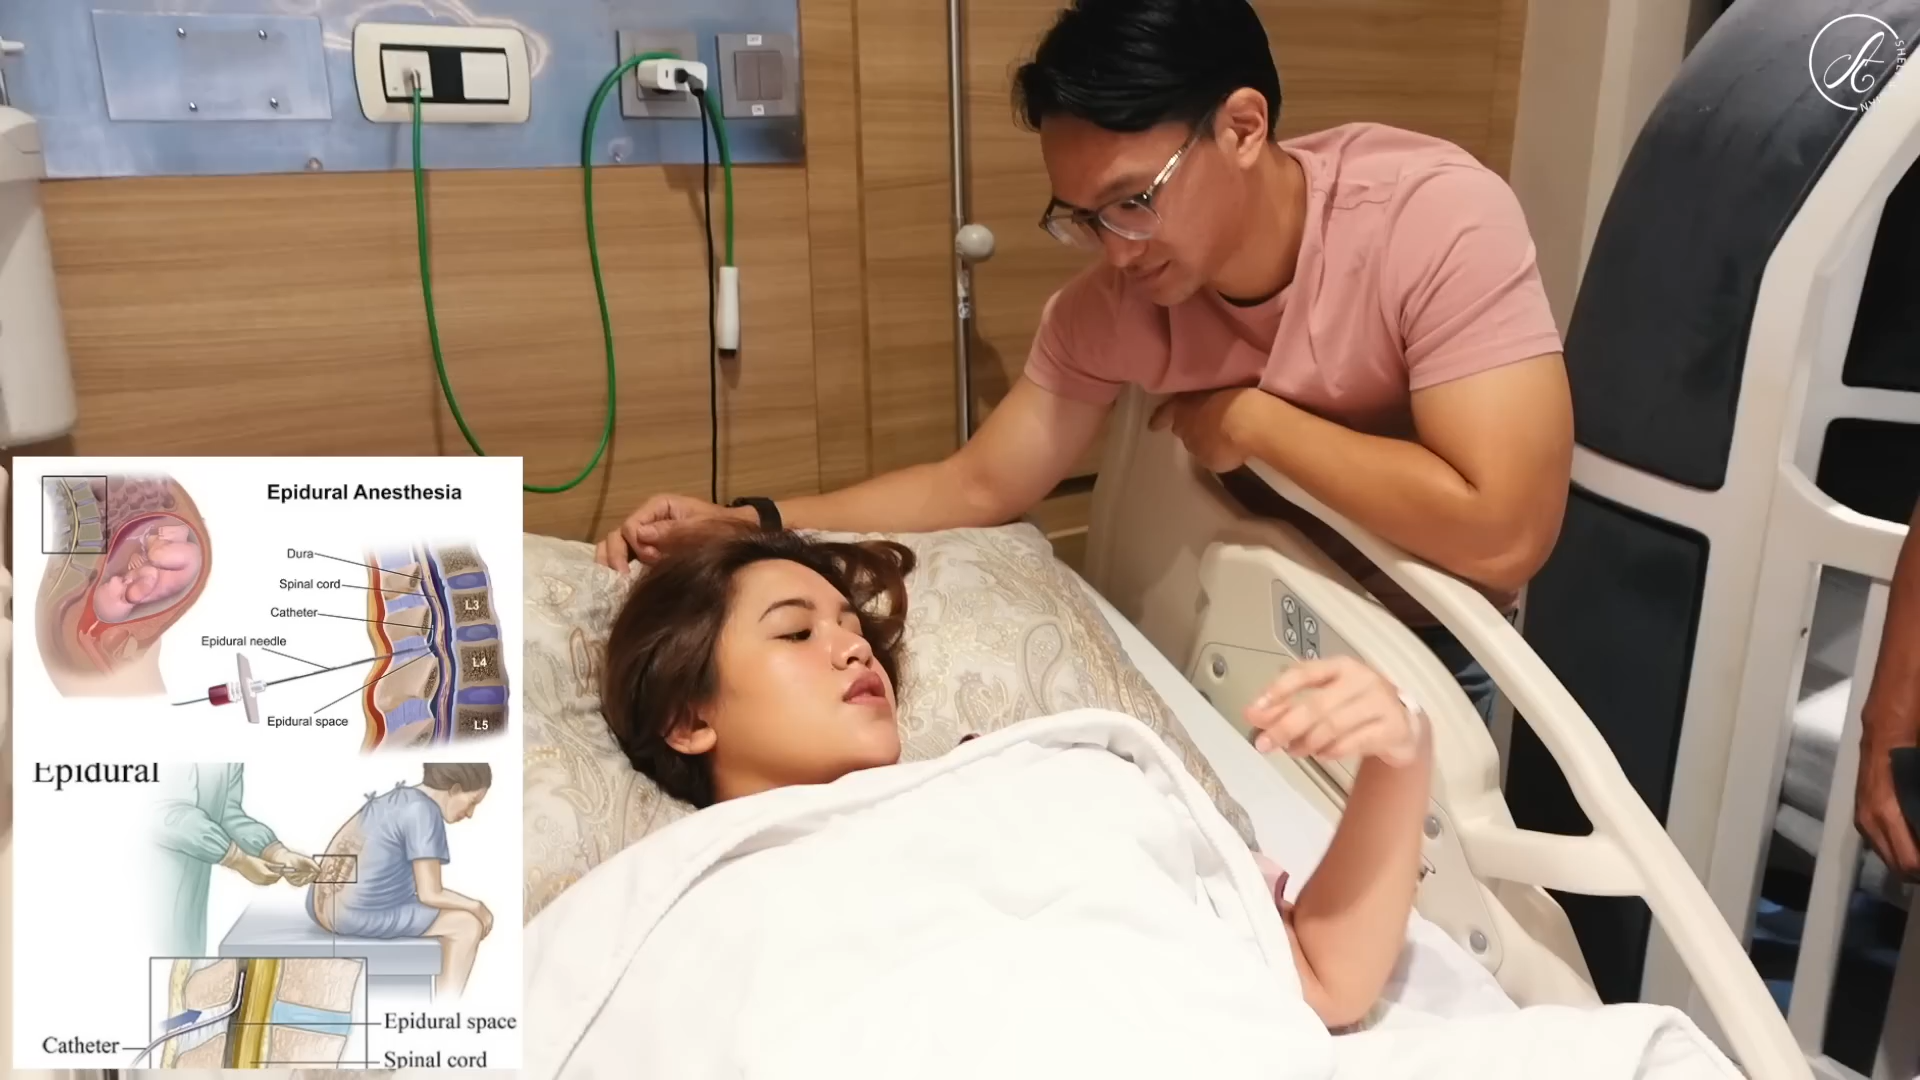 Epidural Anesthesia
Dura
Spinal cord
Catheter
Epidural needle
Epidural space
L3
L4
L5
Epidural
Epidural space
Catheter
Spinal cord